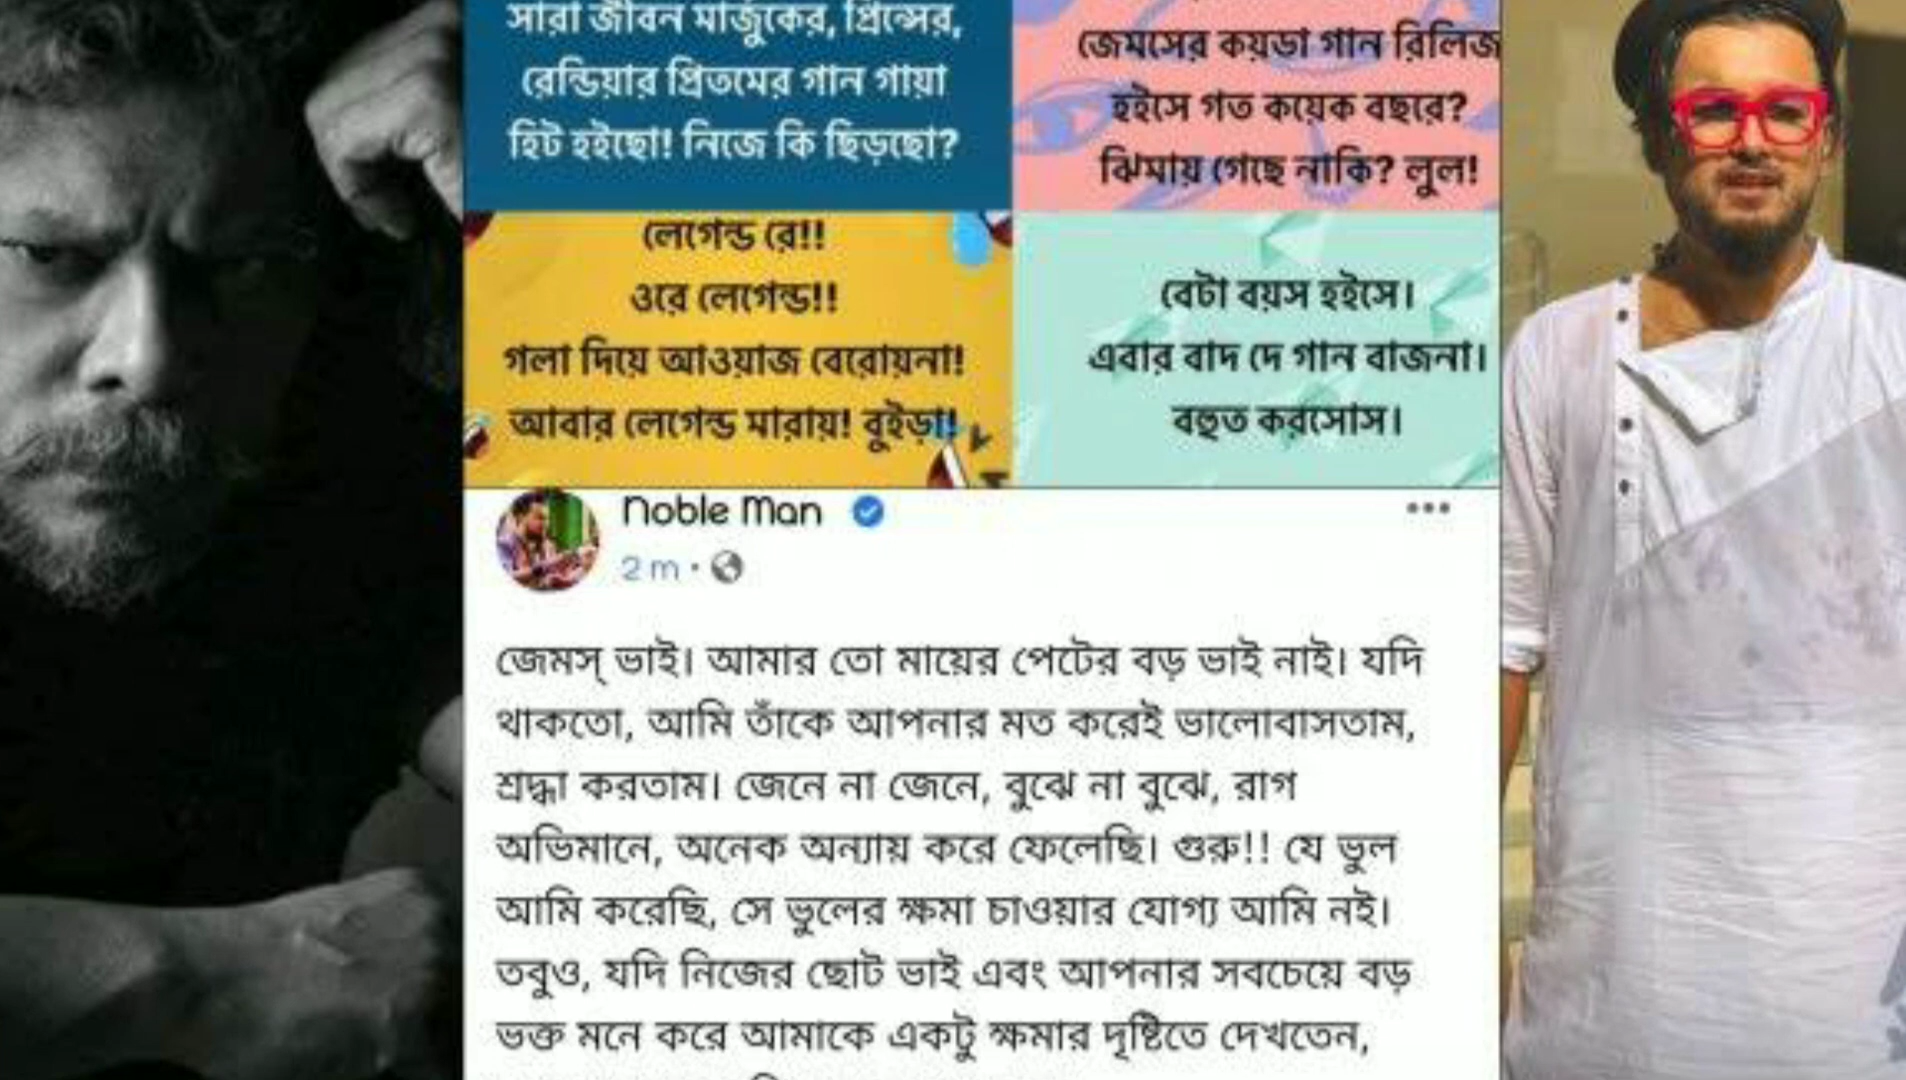 সারা জীবন মার্জুকের, প্রিন্সের,
রেন্ডিয়ার প্রিতমের গান গায়া
হিট হইছো! নিজে কি ছিড়ছো?
জেমসের কয়ডা গান রিলিজ
হইসে গত কয়েক বছরে?
ঝিমায় গেছে নাকি? লুল!
লেগেন্ড রে!!
ওরে লেগেন্ড!!
গলা দিয়ে আওয়াজ বেরোয়না!
আবার লেগেন্ড মারায়! বুইড়া!
বেটা বয়স হইসে।
এবার বাদ দে গান বাজনা।
বহুত করসোস।
Noble Man
2 m
জেমস্ ভাই। আমার তো মায়ের পেটের বড় ভাই নাই। যদি
থাকতো, আমি তাঁকে আপনার মত করেই ভালোবাসতাম,
শ্রদ্ধা করতাম। জেনে না জেনে, বুঝে না বুঝে, রাগ
অভিমানে, অনেক অন্যায় করে ফেলেছি। গুরু!! যে ভুল
আমি করেছি, সে ভুলের ক্ষমা চাওয়ার যোগ্য আমি নই।
তবুও, যদি নিজের ছোট ভাই এবং আপনার সবচেয়ে বড়
ভক্ত মনে করে আমাকে একটু ক্ষমার দৃষ্টিতে দেখতেন,